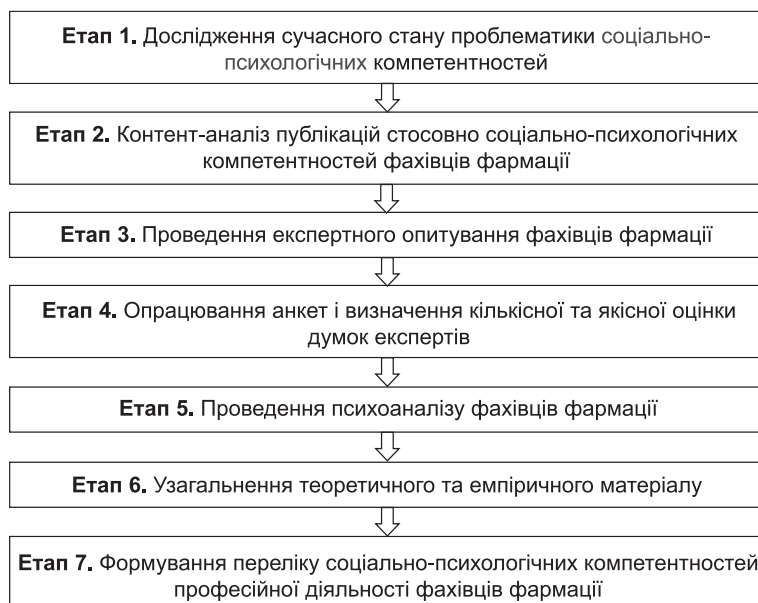 Етап 1. Дослідження сучасного стану проблематики соціально-
психологічних компетентностей
Етап 2. Контент-аналіз публікацій стосовно соціально-психологічних
компетентностей фахівців фармації
Етап 3. Проведення експертного опитування фахівців фармації
Етап 4. Опрацювання анкет і визначення кількісної та якісної оцінки
думок експертів
Етап 5. Проведення психоаналізу фахівців фармації
Етап 6. Узагальнення теоретичного та емпіричного матеріалу
Етап 7. Формування переліку соціально-психологічних компетентностей
професійної діяльності фахівців фармації